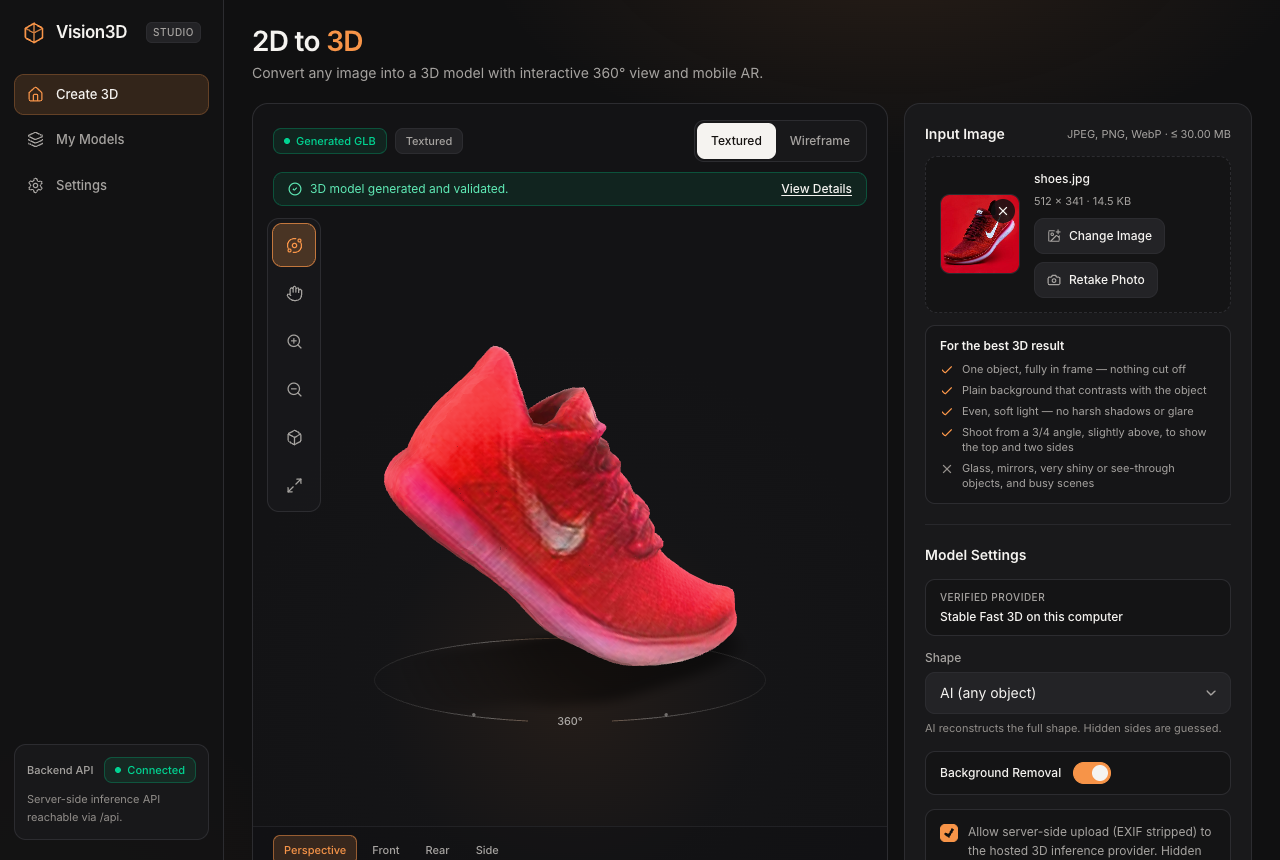 Vision3D
STUDIO
Create 3D
My Models
Settings
Backend API
Connected
Server-side inference API
reachable via /api.
2D to 3D
Convert any image into a 3D model with interactive 360° view and mobile AR.
Generated GLB
Textured
Textured
Wireframe
3D model generated and validated.
View Details
360°
Perspective
Front
Rear
Side
Input Image
JPEG, PNG, WebP · ≤ 30.00 MB
shoes.jpg
512 × 341 · 14.5 KB
Change Image
Retake Photo
For the best 3D result
One object, fully in frame — nothing cut off
Plain background that contrasts with the object
Even, soft light — no harsh shadows or glare
Shoot from a 3/4 angle, slightly above, to show
the top and two sides
Glass, mirrors, very shiny or see-through
objects, and busy scenes
Model Settings
VERIFIED PROVIDER
Stable Fast 3D on this computer
Shape
AI (any object)
AI reconstructs the full shape. Hidden sides are guessed.
Background Removal
Allow server-side upload (EXIF stripped) to
the hosted 3D inference provider. Hidden